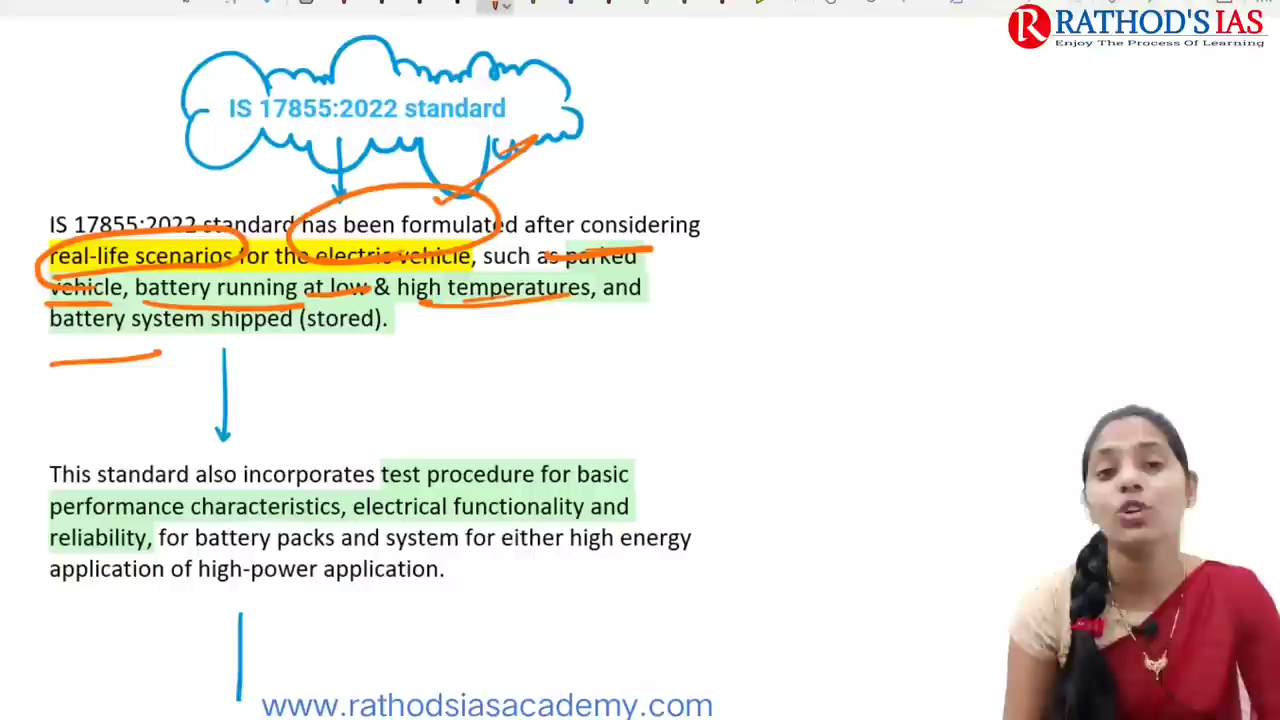 RATHOD'S IAS
Enjoy The Process Of Learning
IS 17855:2022 standard
IS 17855:2022 standard has been formulated after considering
real-life scenarios for the electric vehicle, such as parked
vehicle, battery running at low & high temperatures, and
battery system shipped (stored).
This standard also incorporates test procedure for basic
performance characteristics, electrical functionality and
reliability, for battery packs and system for either high energy
application of high-power application.
www.rathodsiasacademy.com